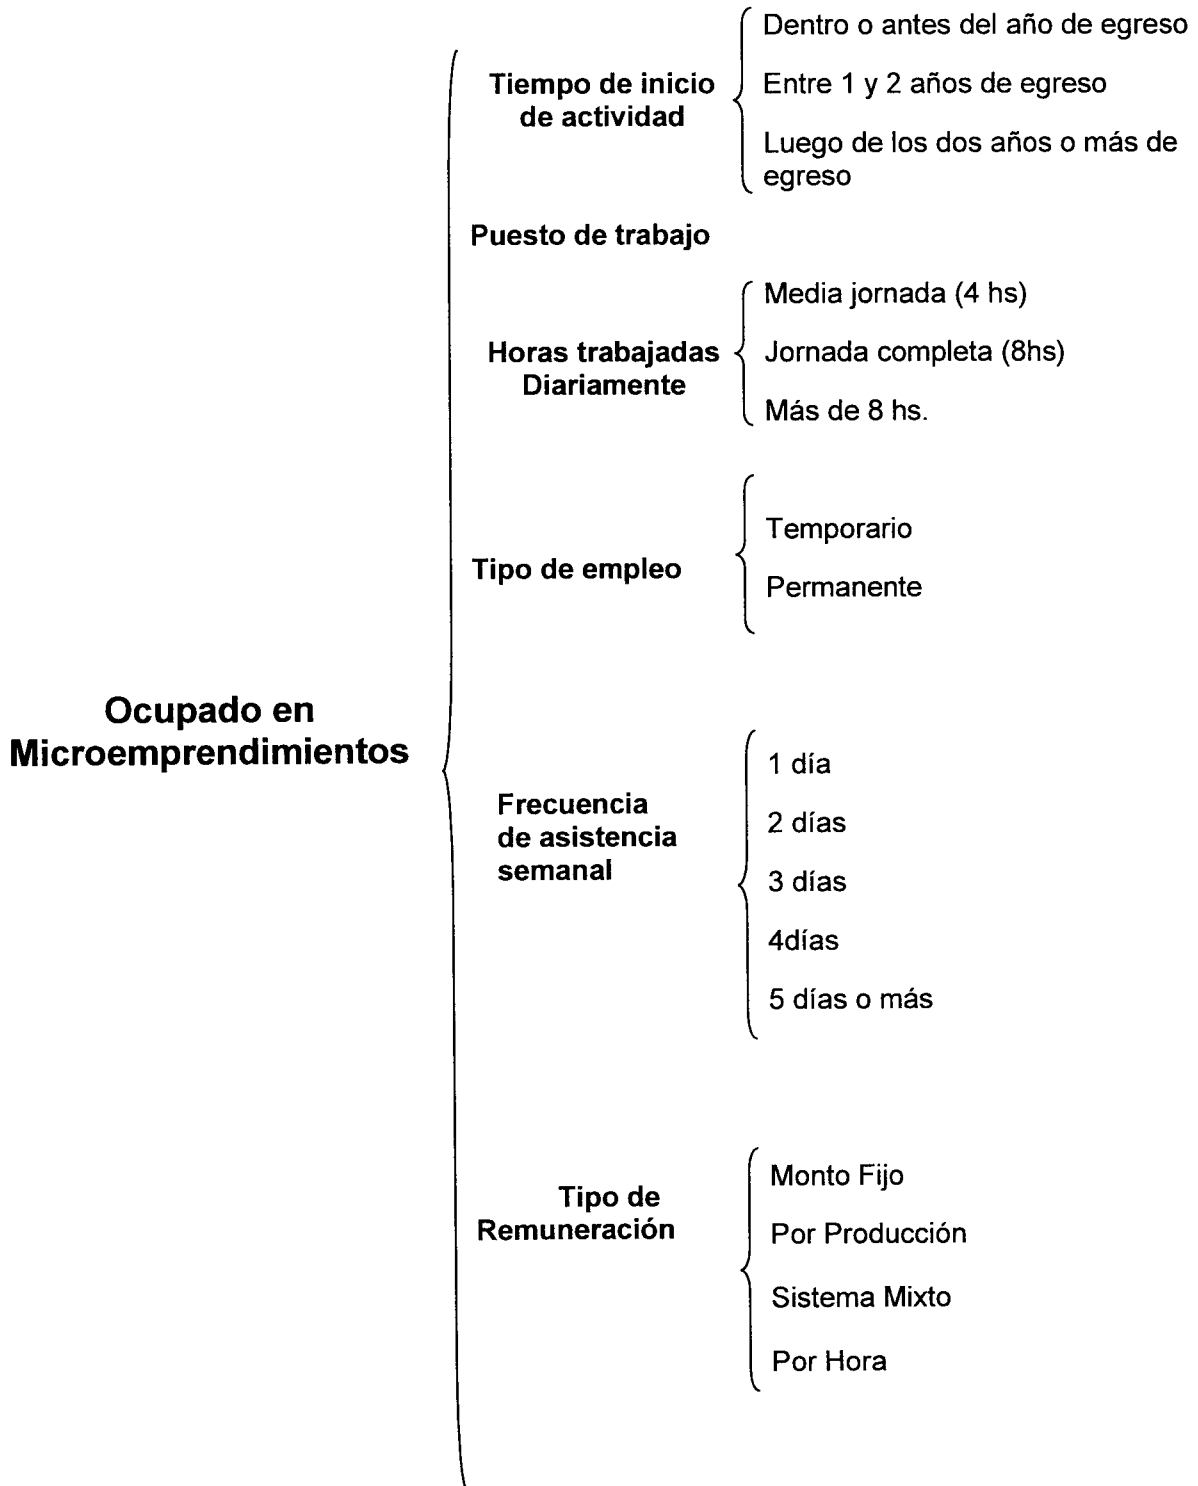 Dentro o antes del año de egreso
Tiempo de inicio
de actividad
Entre 1 y 2 años de egreso
Luego de los dos años o más de
egreso
Puesto de trabajo
Media jornada (4 hs)
Horas trabajadas
Diariamente
Jornada completa (8hs)
Más de 8 hs.
Tipo de empleo
Temporario
Permanente
Ocupado en
Microemprendimientos
Frecuencia
de asistencia
semanal
1 día
2 días
3 días
4días
5 días o más
Tipo de
Remuneración
Monto Fijo
Por Producción
Sistema Mixto
Por Hora